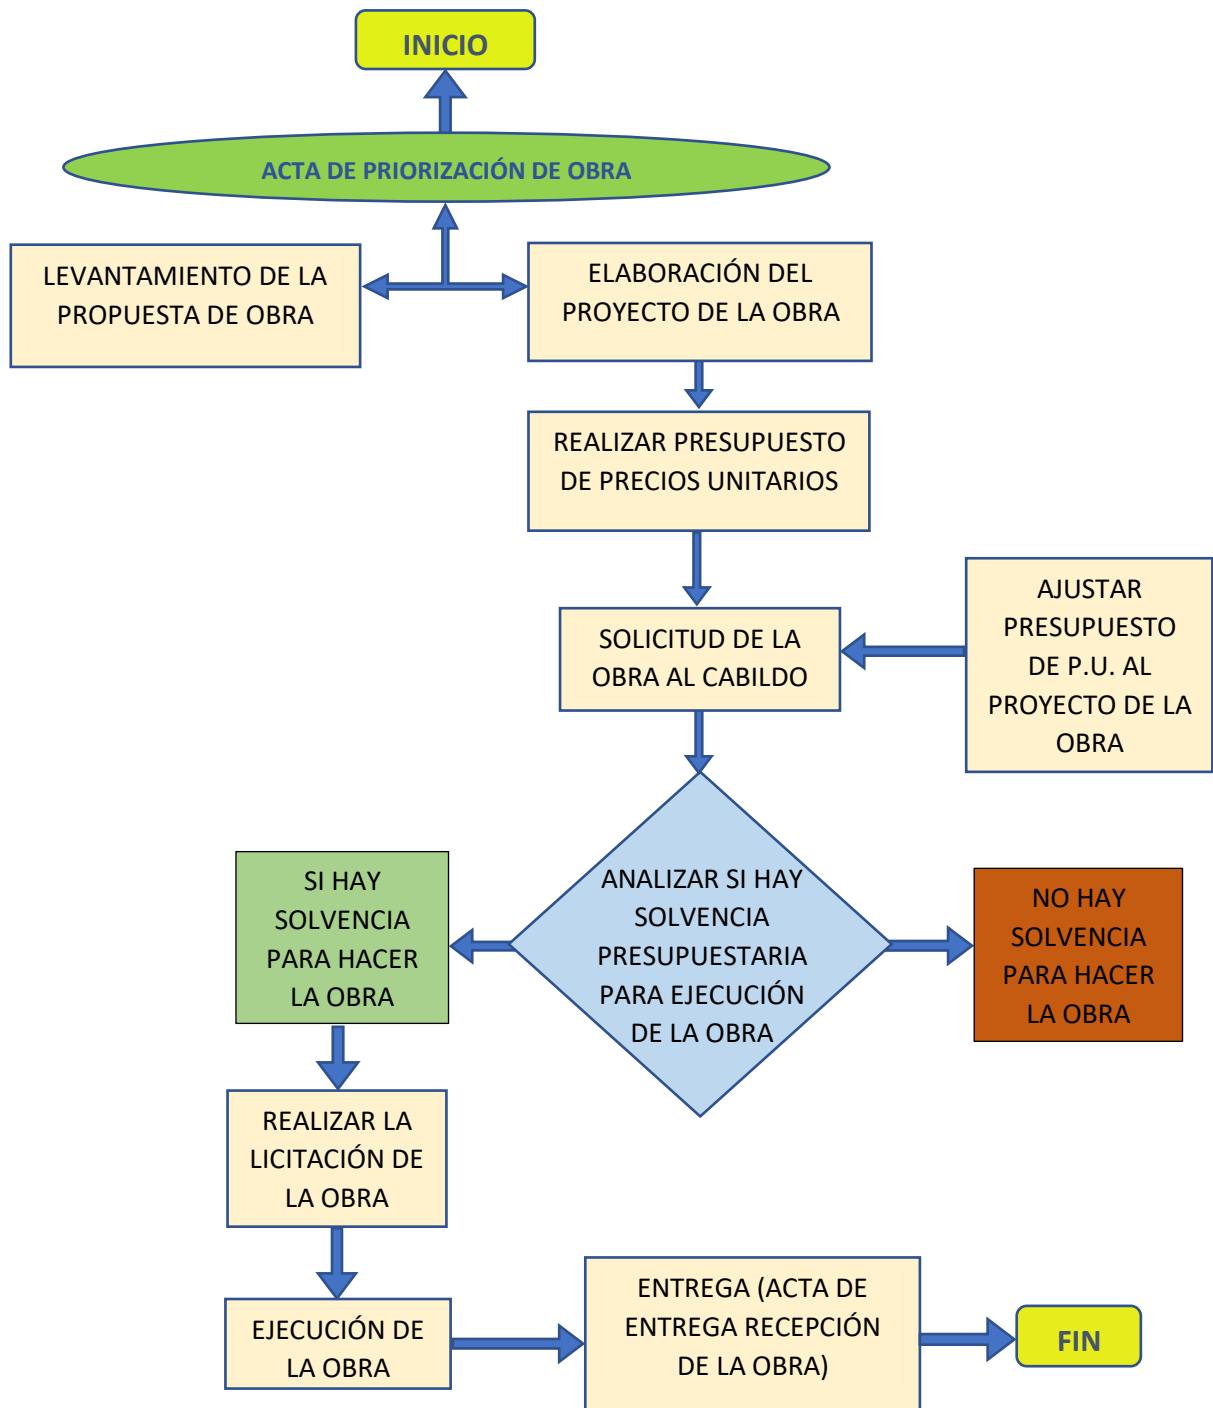 INICIO
ACTA DE PRIORIZACIÓN DE OBRA
LEVANTAMIENTO DE LA
PROPUESTA DE OBRA
ELABORACIÓN DEL
PROYECTO DE LA OBRA
REALIZAR PRESUPUESTO
DE PRECIOS UNITARIOS
SOLICITUD DE LA
OBRA AL CABILDO
AJUSTAR
PRESUPUESTO
DE P.U. AL
PROYECTO DE LA
OBRA
SI HAY
SOLVENCIA
PARA HACER
LA OBRA
ANALIZAR SI HAY
SOLVENCIA
PRESUPUESTARIA
PARA EJECUCIÓN
DE LA OBRA
NO HAY
SOLVENCIA
PARA HACER
LA OBRA
REALIZAR LA
LICITACIÓN DE
LA OBRA
EJECUCIÓN DE
LA OBRA
ENTREGA (ACTA DE
ENTREGA RECEPCIÓN
DE LA OBRA)
FIN